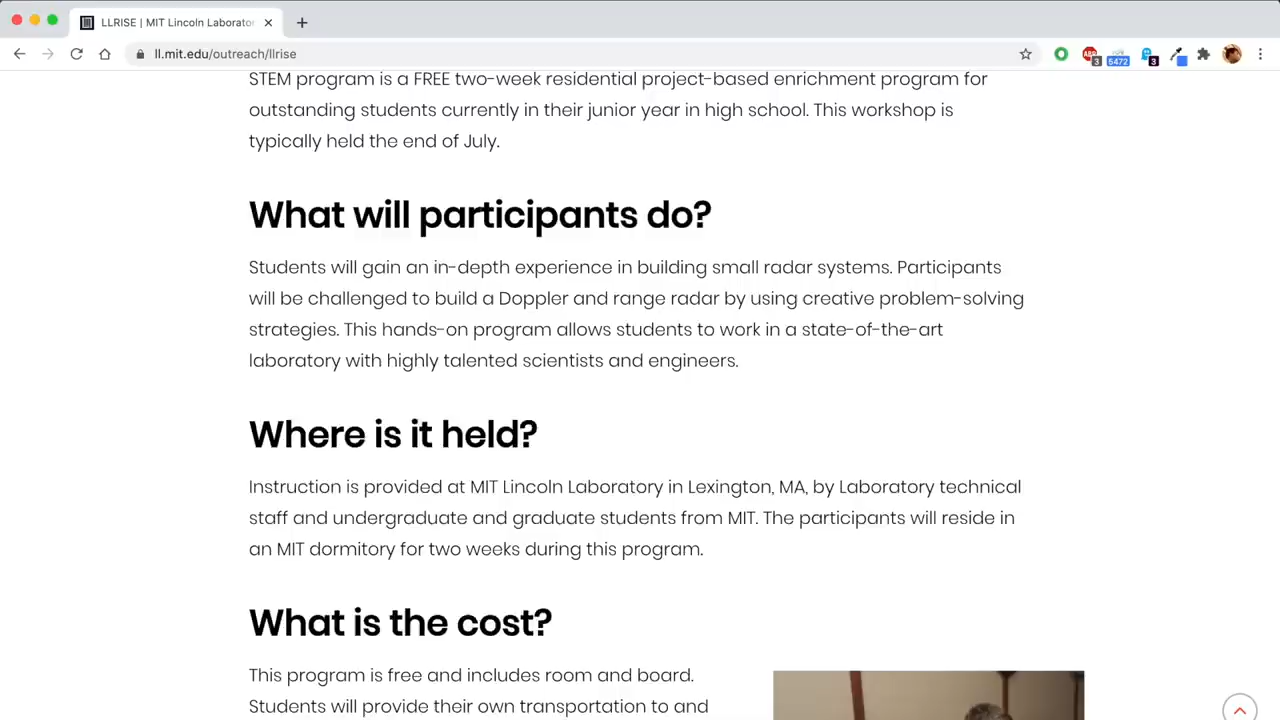 LLRISE | MIT Lincoln Laborato
ll.mit.edu/outreach/llrise
ABP
3
5472
3
STEM program is a FREE two-week residential project-based enrichment program for
outstanding students currently in their junior year in high school. This workshop is
typically held the end of July.
What will participants do?
Students will gain an in-depth experience in building small radar systems. Participants
will be challenged to build a Doppler and range radar by using creative problem-solving
strategies. This hands-on program allows students to work in a state-of-the-art
laboratory with highly talented scientists and engineers.
Where is it held?
Instruction is provided at MIT Lincoln Laboratory in Lexington, MA, by Laboratory technical
staff and undergraduate and graduate students from MIT. The participants will reside in
an MIT dormitory for two weeks during this program.
What is the cost?
This program is free and includes room and board.
Students will provide their own transportation to and